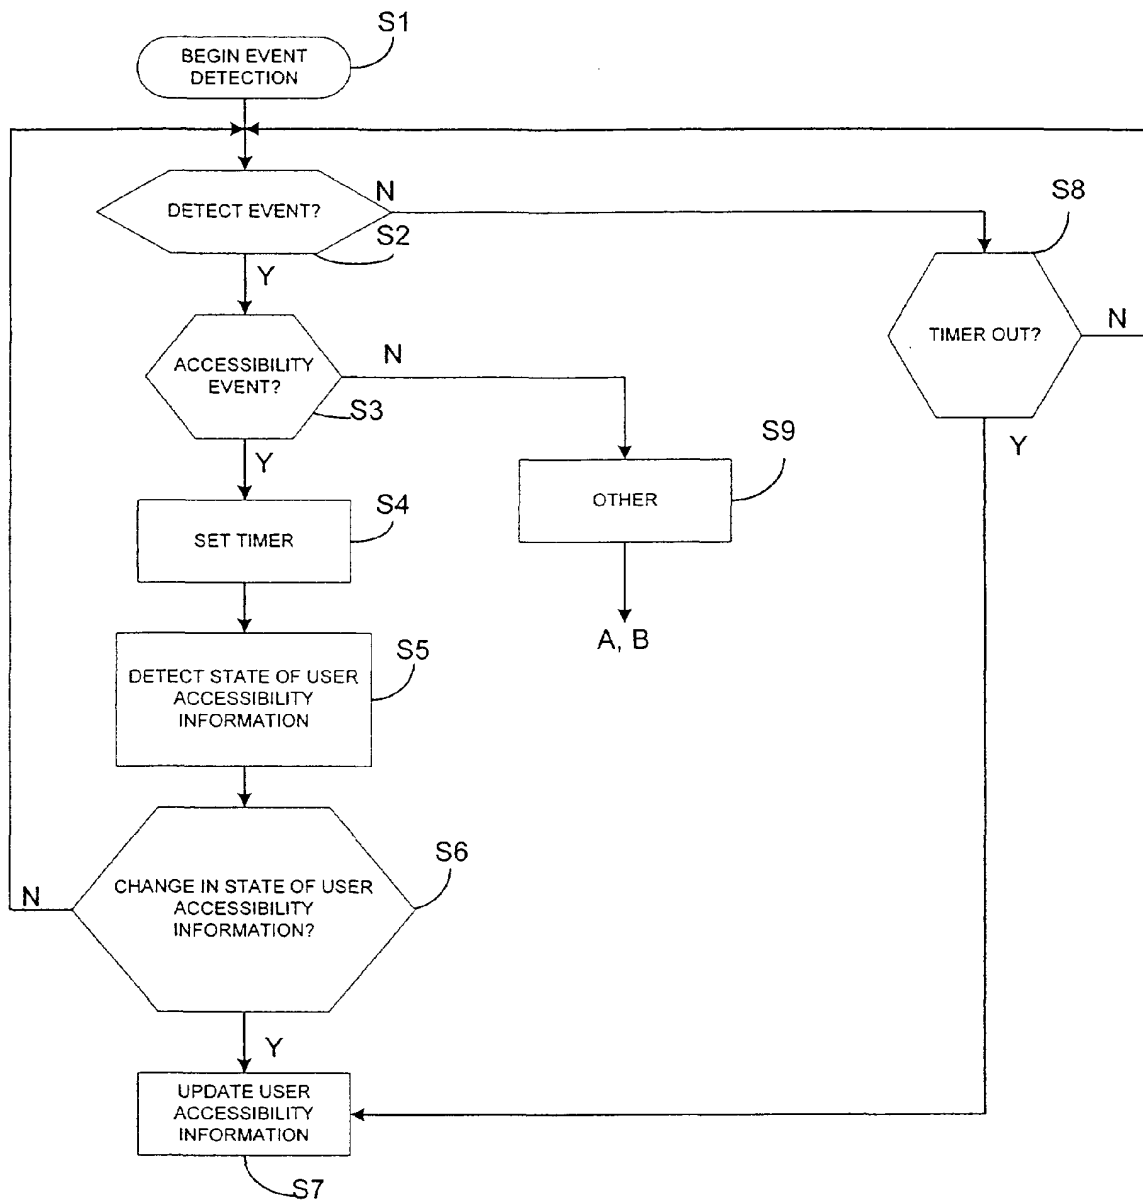 S1
BEGIN EVENT
DETECTION
N
DETECT EVENT?
S2
Y
S8
TIMER OUT?
N
Y
ACCESSIBILITY
EVENT?
N
S3
Y
S9
OTHER
A, B
S4
SET TIMER
S5
DETECT STATE OF USER
ACCESSIBILITY
INFORMATION
S6
CHANGE IN STATE OF USER
ACCESSIBILITY
INFORMATION?
N
Y
UPDATE USER
ACCESSIBILITY
INFORMATION
S7